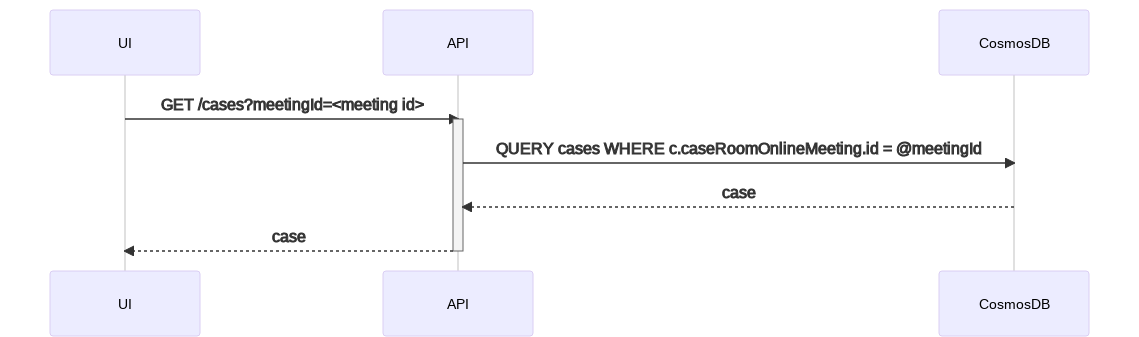 UI
API
CosmosDB
GET /cases?meetingId=<meeting id>
QUERY cases WHERE c.caseRoomOnlineMeeting.id = @meetingId
case
case
UI
API
CosmosDB